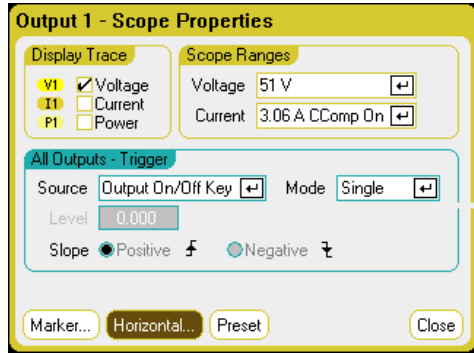 Output 1 - Scope Properties
Display Trace
V1 Voltage
I1 Current
P1 Power
Scope Ranges
Voltage 51 V
Current 3.06 A CComp On
All Outputs - Trigger
Source Output On/Off Key Mode Single
Level 0.000
Slope Positive Negative
Marker... Horizontal... Preset Close